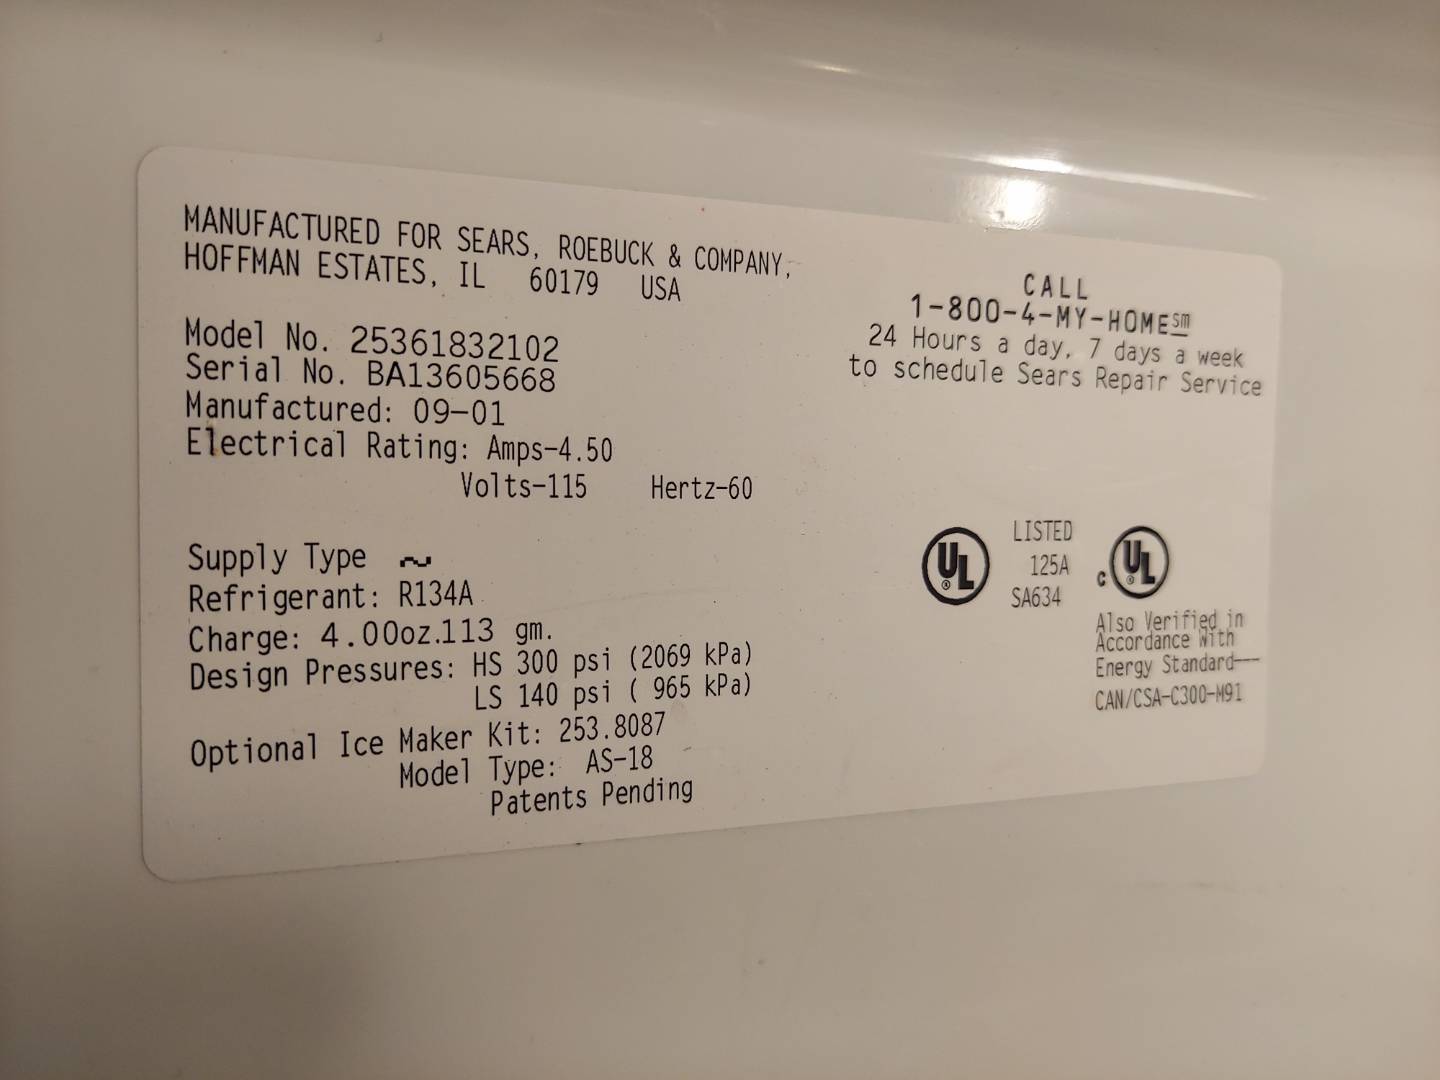 MANUFACTURED FOR SEARS, ROEBUCK & COMPANY,
HOFFMAN ESTATES, IL 60179 USA
Model No. 25361832102
Serial No. BA13605668
Manufactured: 09-01
Electrical Rating: Amps-4.50
Volts-115 Hertz-60
Supply Type ~
Refrigerant: R134A
Charge: 4.00oz.113 gm.
Design Pressures: HS 300 psi (2069 kPa)
LS 140 psi ( 965 kPa)
Optional Ice Maker Kit: 253.8087
Model Type: AS-18
Patents Pending
CALL
1-800-4-MY-HOME℠
24 Hours a day, 7 days a week
to schedule Sears Repair Service
UL®
LISTED
125A
SA634
c UL®
Also Verified in
Accordance With
Energy Standard—
CAN/CSA-C300-M91